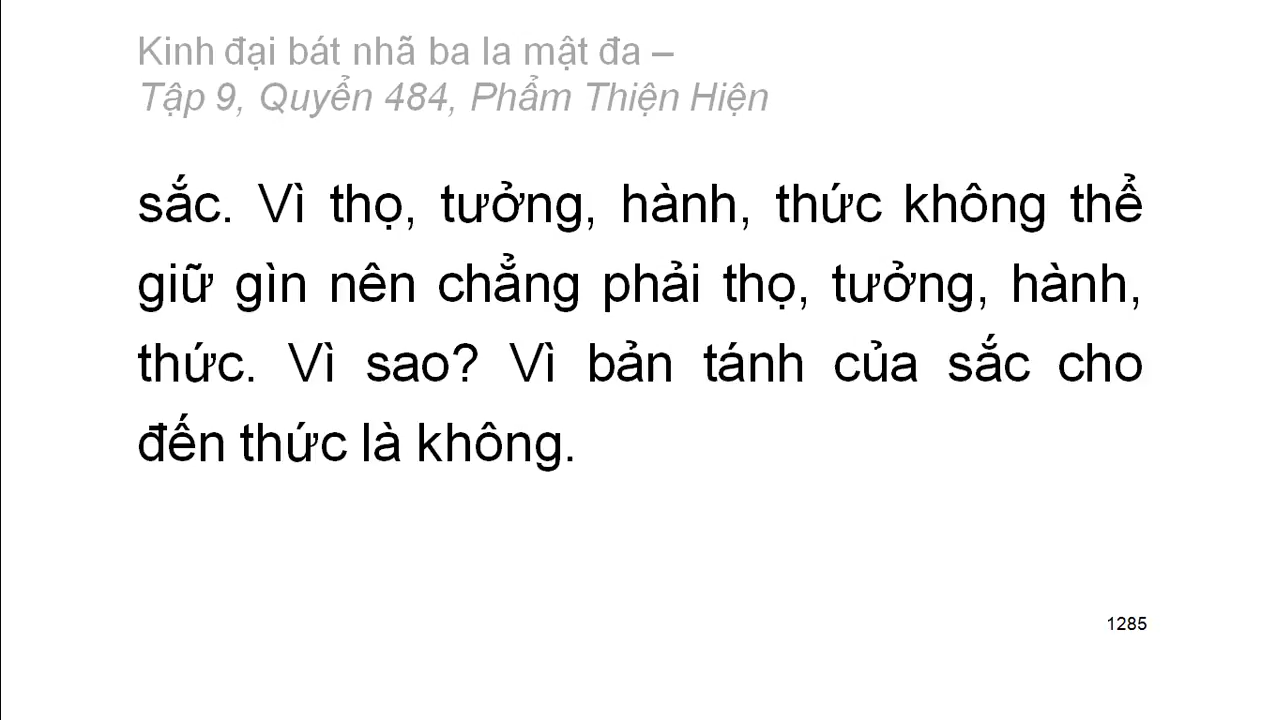 Kinh đại bát nhã ba la mật đa –
Tập 9, Quyển 484, Phẩm Thiện Hiện
sắc. Vì thọ, tưởng, hành, thức không thể
giữ gìn nên chẳng phải thọ, tưởng, hành,
thức. Vì sao? Vì bản tánh của sắc cho
đến thức là không.
1285